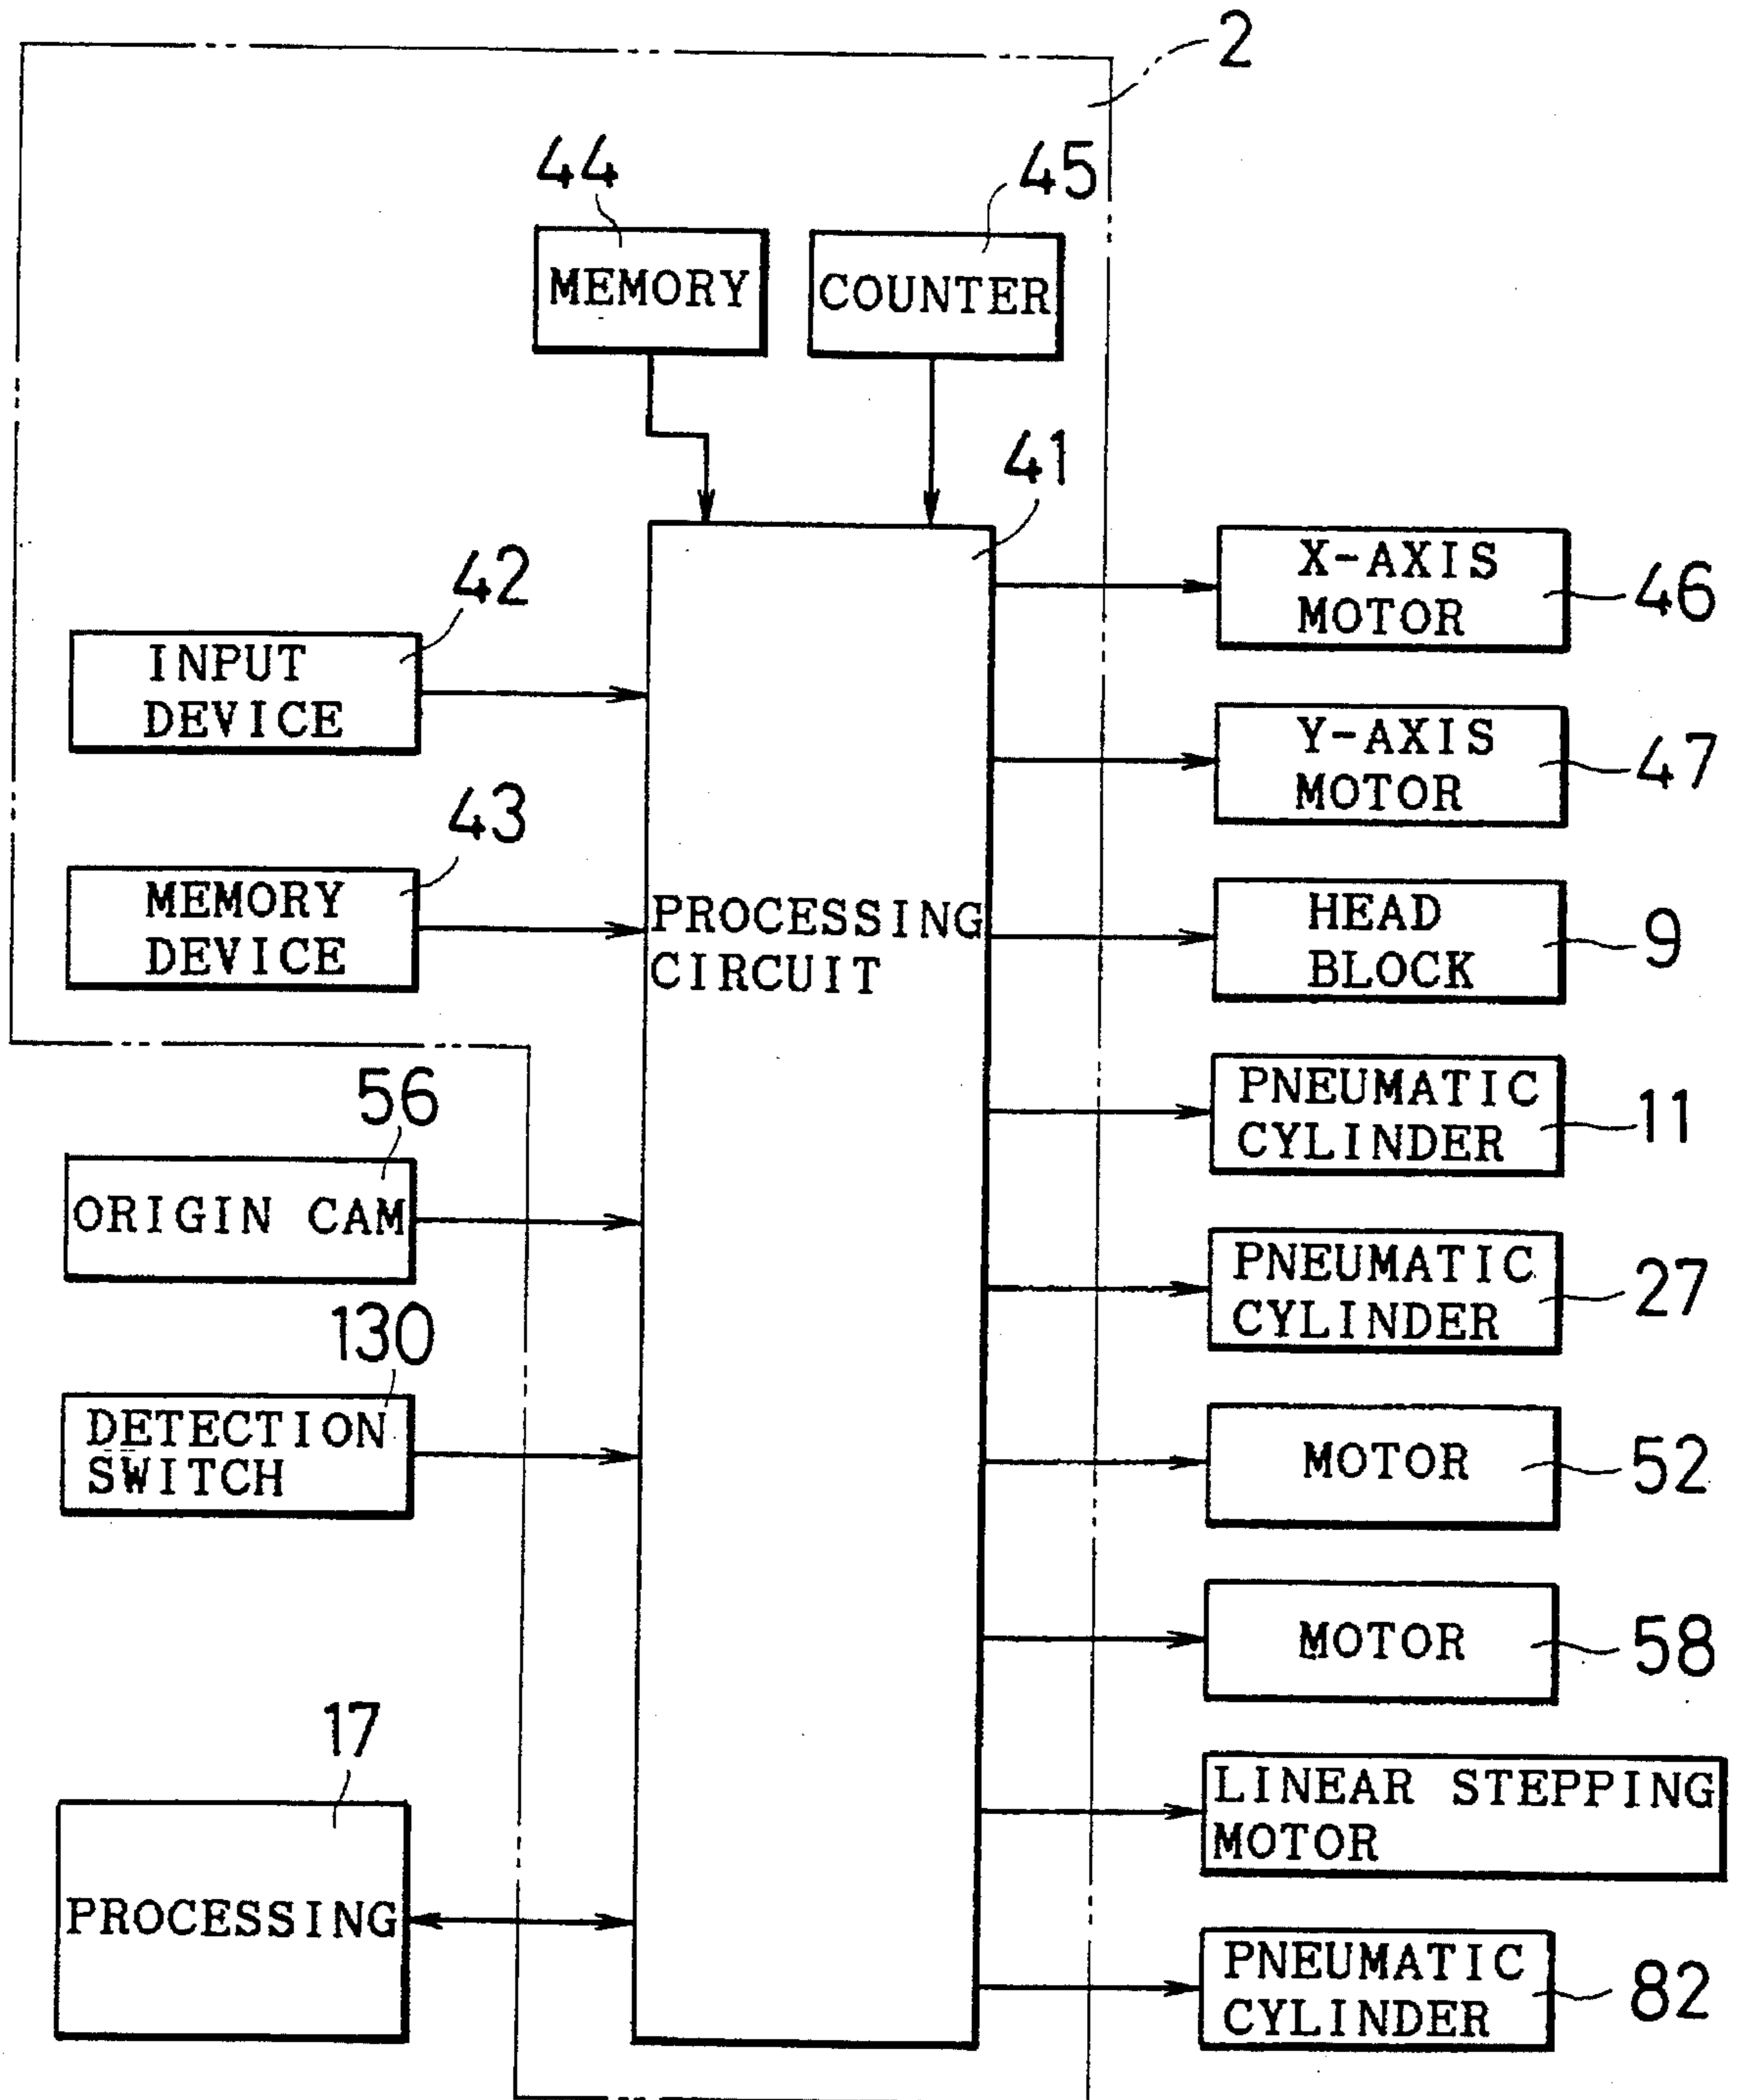 2
44
45
MEMORY
COUNTER
41
42
INPUT
DEVICE
43
MEMORY
DEVICE
PROCESSING
CIRCUIT
56
ORIGIN CAM
130
DETECTION
SWITCH
17
PROCESSING
X-AXIS
MOTOR
46
Y-AXIS
MOTOR
47
HEAD
BLOCK
9
PNEUMATIC
CYLINDER
11
PNEUMATIC
CYLINDER
27
MOTOR
52
MOTOR
58
LINEAR STEPPING
MOTOR
PNEUMATIC
CYLINDER
82